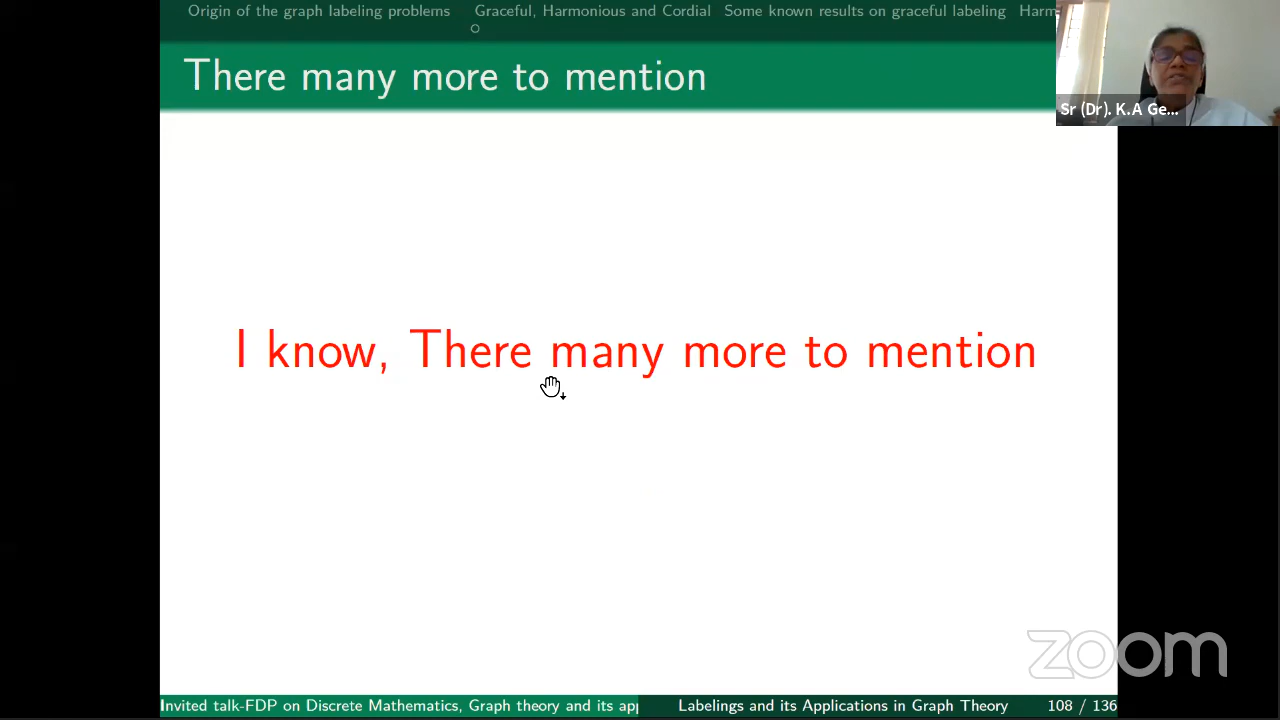 Origin of the graph labeling problems Graceful, Harmonious and Cordial Some known results on graceful labeling Harm
There many more to mention
Sr (Dr). K.A Ge...
I know, There many more to mention
zoom
Invited talk-FDP on Discrete Mathematics, Graph theory and its app Labelings and its Applications in Graph Theory 108 / 136